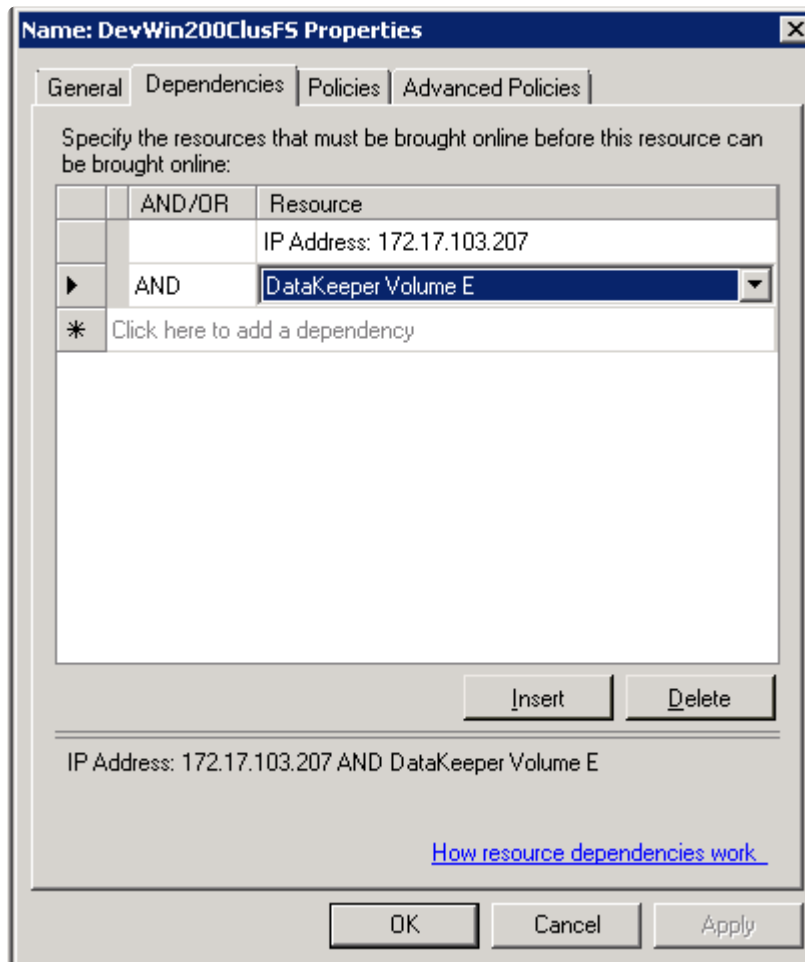 Name: DevWin200ClusFS Properties
General Dependencies Policies Advanced Policies
Specify the resources that must be brought online before this resource can
be brought online:
AND/OR Resource
IP Address: 172.17.103.207
AND DataKeeper Volume E
Click here to add a dependency
Insert Delete
IP Address: 172.17.103.207 AND DataKeeper Volume E
How resource dependencies work
OK Cancel Apply